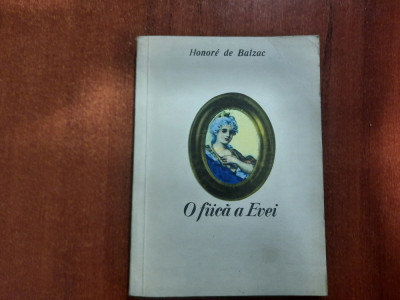 Honoré de Balzac
O fiică a Evei